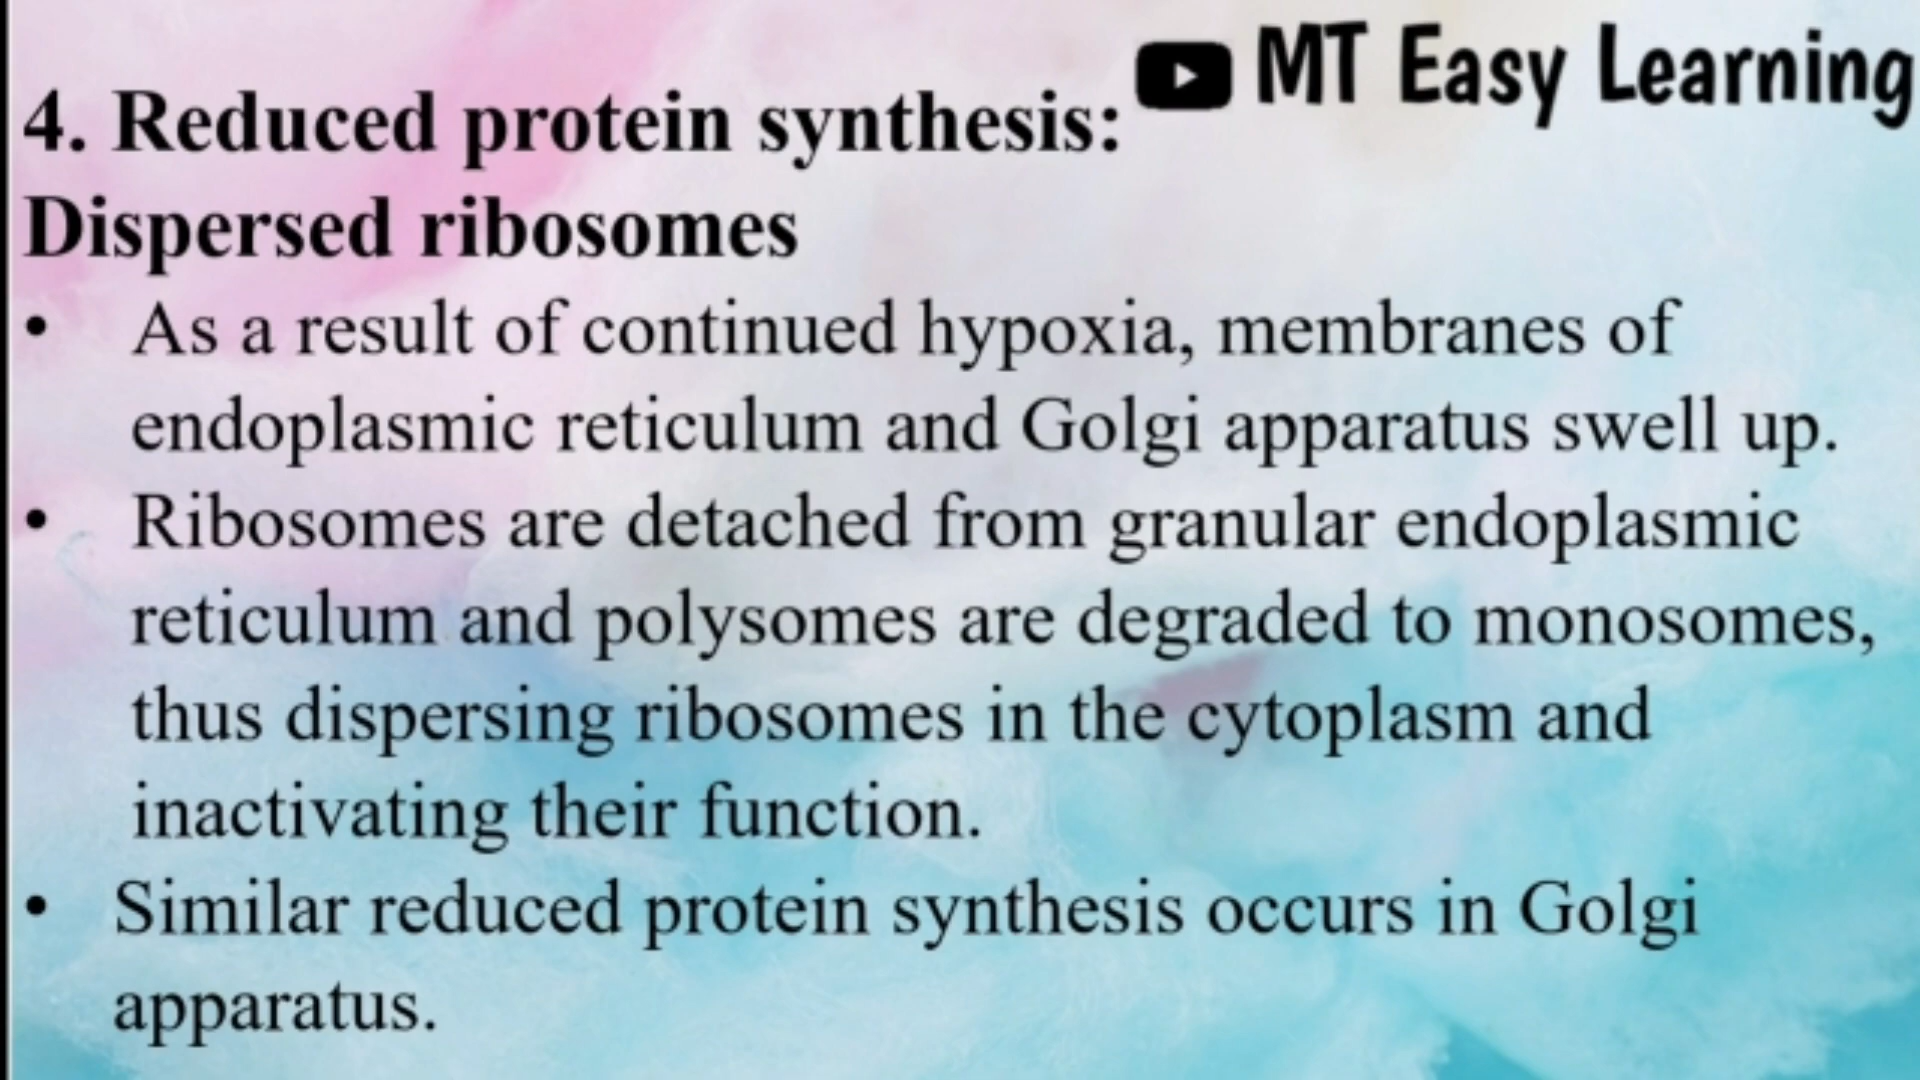 MT Easy Learning
4. Reduced protein synthesis:
Dispersed ribosomes
• As a result of continued hypoxia, membranes of
endoplasmic reticulum and Golgi apparatus swell up.
• Ribosomes are detached from granular endoplasmic
reticulum and polysomes are degraded to monosomes,
thus dispersing ribosomes in the cytoplasm and
inactivating their function.
• Similar reduced protein synthesis occurs in Golgi
apparatus.